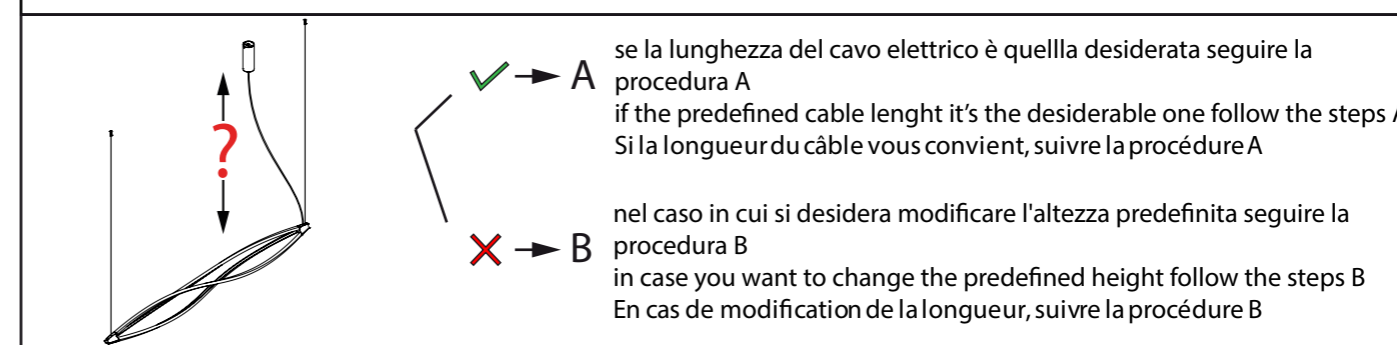 ?
A
se la lunghezza del cavo elettrico è quellla desiderata seguire la
procedura A
if the predefined cable lenght it’s the desiderable one follow the steps A
Si la longueur du câble vous convient, suivre la procédure A
B
nel caso in cui si desidera modificare l'altezza predefinita seguire la
procedura B
in case you want to change the predefined height follow the steps B
En cas de modification de la longueur, suivre la procédure B